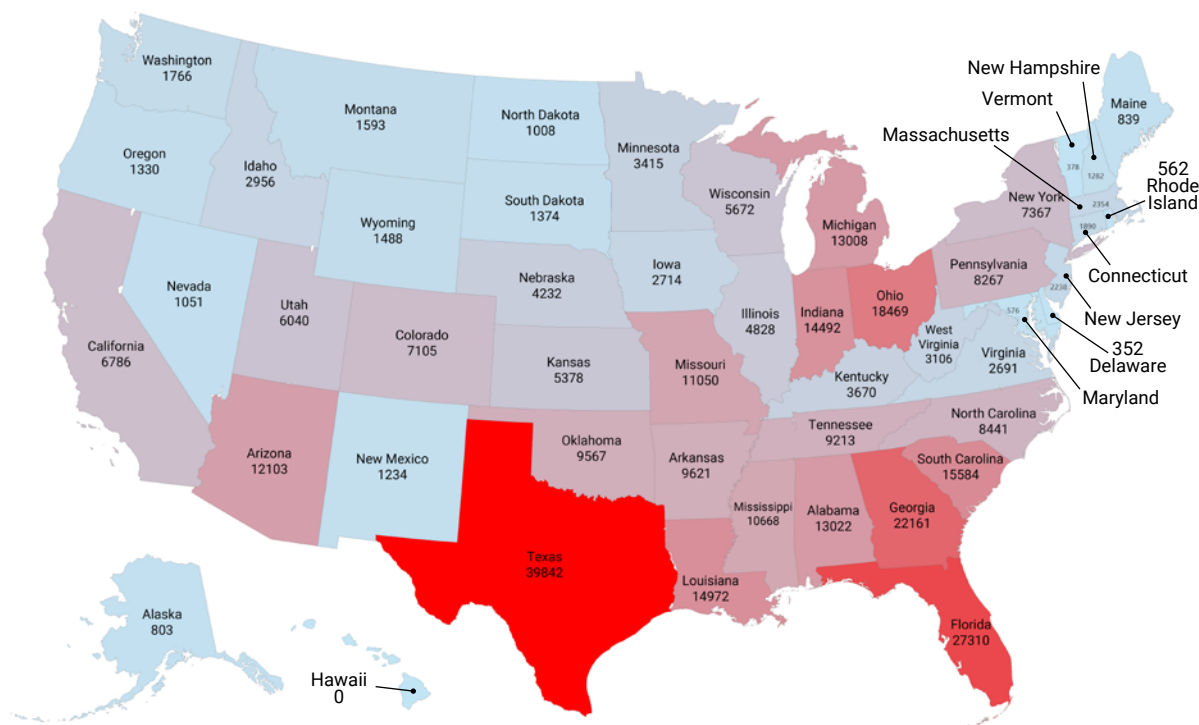 Washington
1766
Oregon
1330
California
6786
Nevada
1051
Idaho
2956
Montana
1593
Wyoming
1488
Utah
6040
Arizona
12103
Colorado
7105
New Mexico
1234
North Dakota
1008
South Dakota
1374
Nebraska
4232
Kansas
5378
Oklahoma
9567
Texas
39842
Minnesota
3415
Iowa
2714
Missouri
11050
Arkansas
9621
Louisiana
14972
Wisconsin
5672
Illinois
4828
Michigan
13008
Indiana
14492
Ohio
18469
Kentucky
3670
Tennessee
9213
Mississippi
10668
Alabama
13022
Georgia
22161
Florida
27310
South Carolina
15584
North Carolina
8441
Virginia
2691
West
Virginia
3106
Pennsylvania
8267
New York
7367
New Hampshire
1282
Vermont
378
Maine
839
Massachusetts
2354
562
Rhode
Island
1890
Connecticut
2238
New Jersey
352
Delaware
576
Maryland
Alaska
803
Hawaii
0